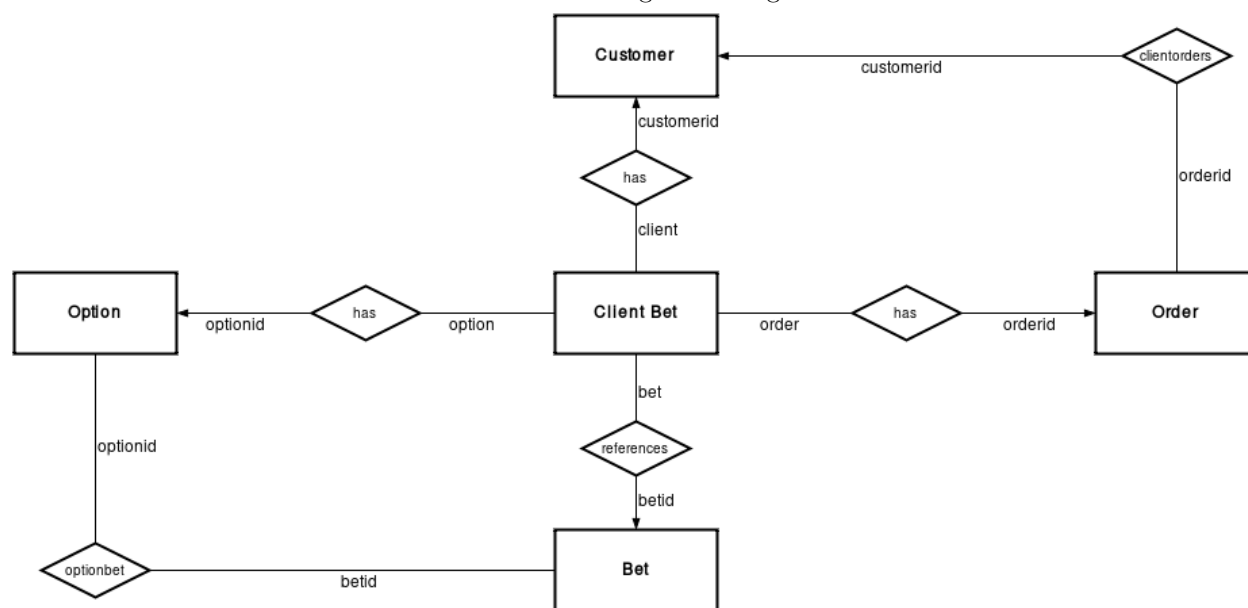 Customer
clientorders
customerid
customerid
has
orderid
client
Option
has
Client Bet
has
Order
optionid
option
order
orderid
bet
optionid
references
betid
optionbet
betid
Bet